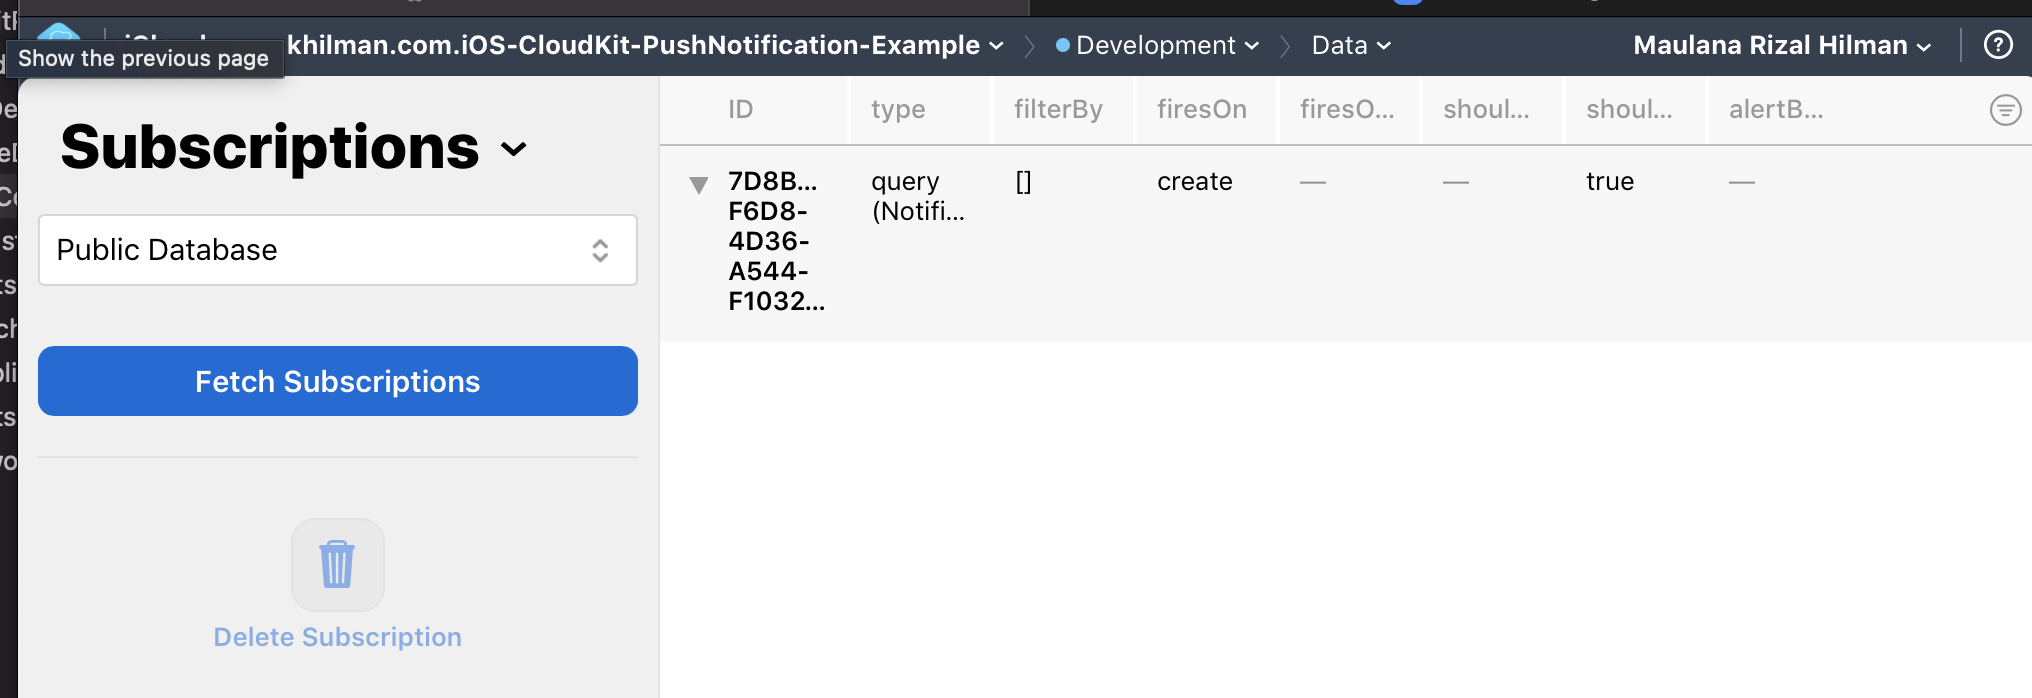 Show the previous page
khilman.com.iOS-CloudKit-PushNotification-Example
Development
Data
Maulana Rizal Hilman
Subscriptions
Public Database
Fetch Subscriptions
Delete Subscription
ID type filterBy firesOn firesO... shoul... shoul... alertB...
7D8B... query [] create — — true —
F6D8- (Notifi...
4D36-
A544-
F1032...